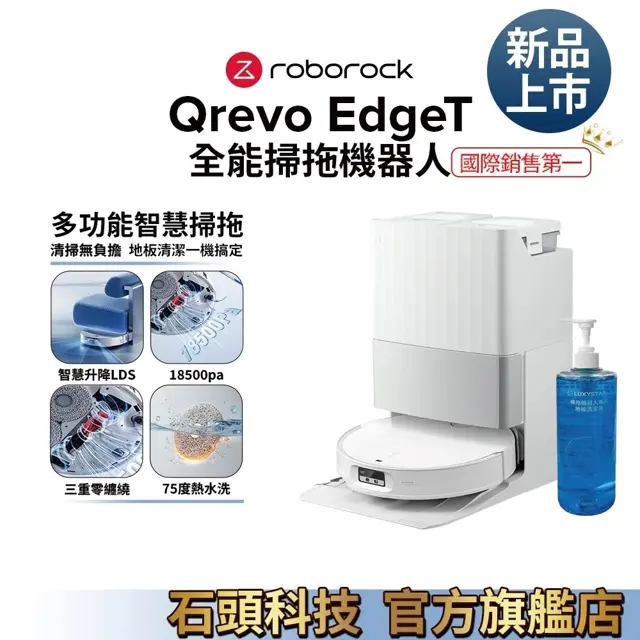 roborock
Qrevo EdgeT
全能掃拖機器人
國際銷售第一
新品
上市
多功能智慧掃拖
清掃無負擔 地板清潔一機搞定
18500Pa
智慧升降LDS
18500pa
三重零纏繞
75度熱水洗
LUXYSTAR
石頭科技 官方旗艦店